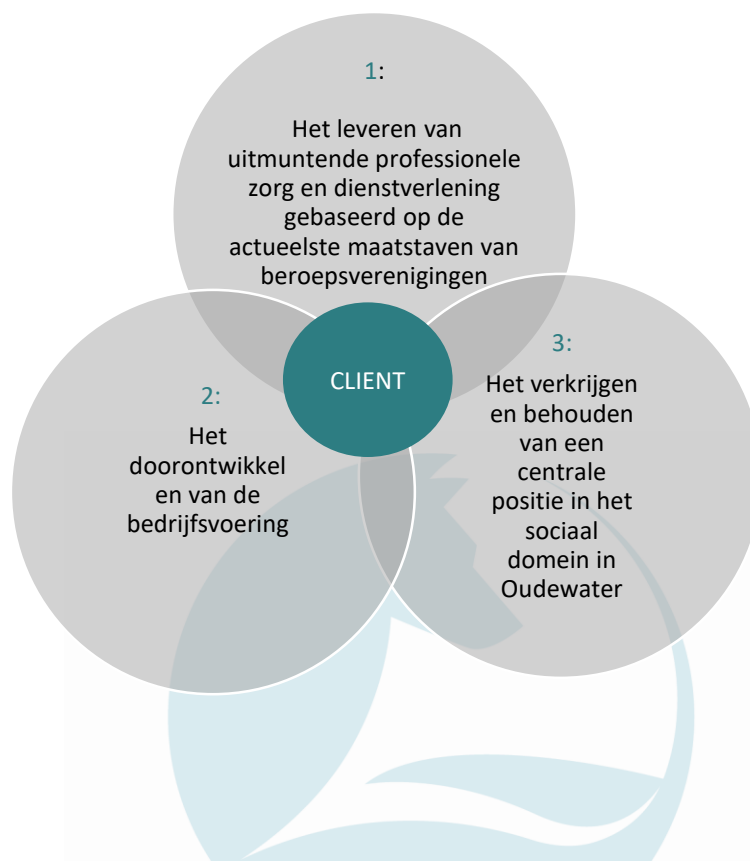 1:
Het leveren van
uitmuntende professionele
zorg en dienstverlening
gebaseerd op de
actueelste maatstaven van
beroepsverenigingen
CLIENT
2:
Het
doorontwikkel
en van de
bedrijfsvoering
3:
Het verkrijgen
en behouden
van een
centrale
positie in het
sociaal
domein in
Oudewater